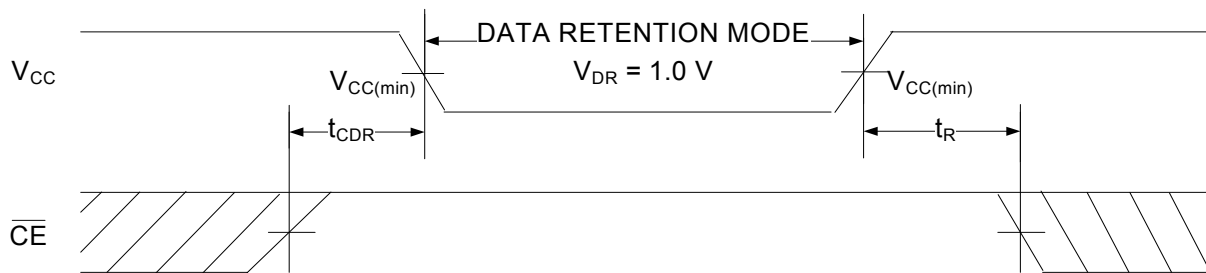 DATA RETENTION MODE
VCC
VDR = 1.0 V
VCC(min)
VCC(min)
tCDR
tR
CE